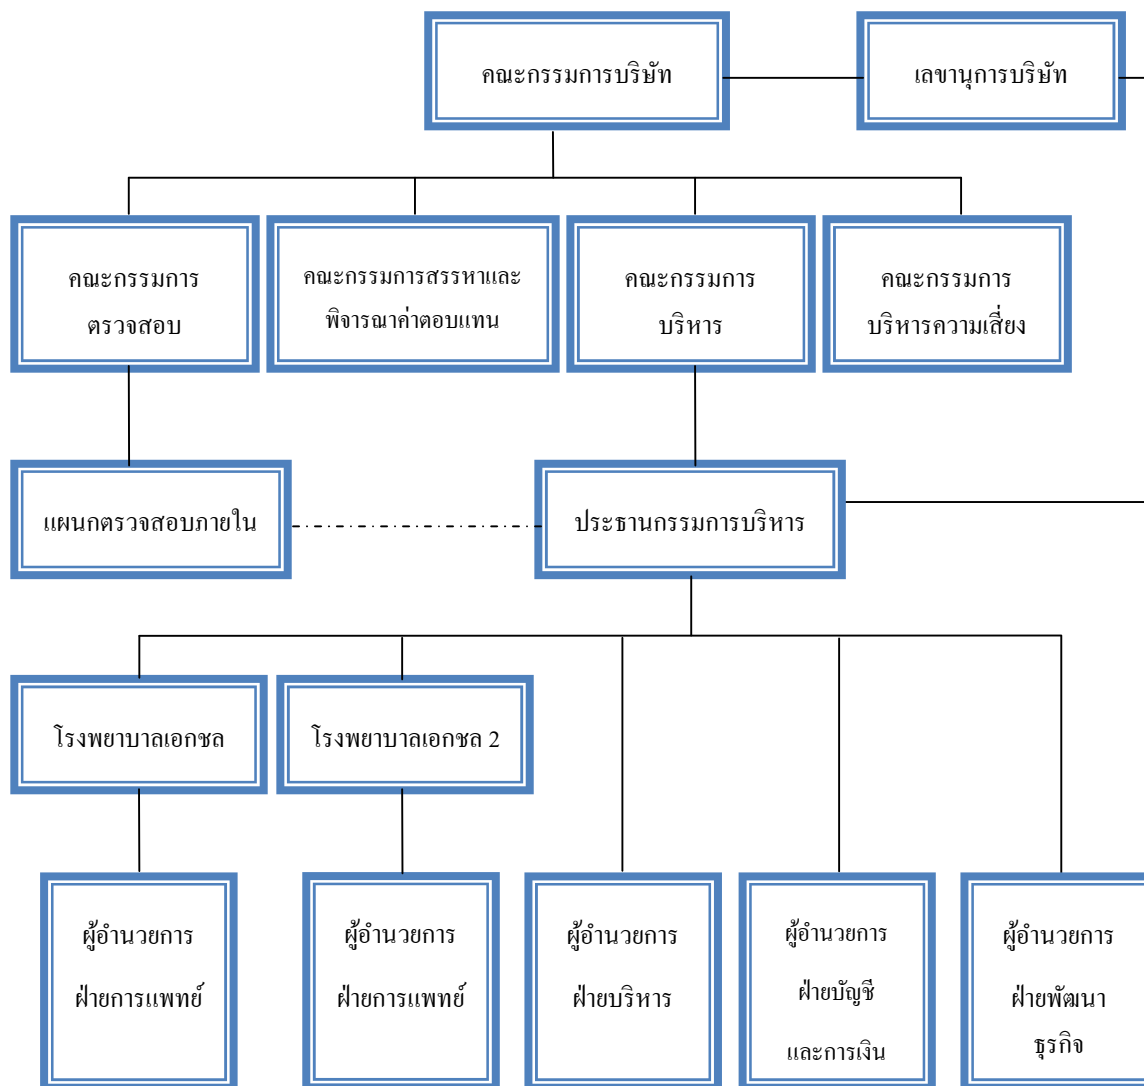 คณะกรรมการบริษัท
เลขานุการบริษัท
คณะกรรมการ
ตรวจสอบ
คณะกรรมการสรรหาและ
พิจารณาค่าตอบแทน
คณะกรรมการ
บริหาร
คณะกรรมการ
บริหารความเสี่ยง
แผนกตรวจสอบภายใน
ประธานกรรมการบริหาร
โรงพยาบาลเอกชล
โรงพยาบาลเอกชล 2
ผู้อำนวยการ
ฝ่ายการแพทย์
ผู้อำนวยการ
ฝ่ายการแพทย์
ผู้อำนวยการ
ฝ่ายบริหาร
ผู้อำนวยการ
ฝ่ายบัญชี
และการเงิน
ผู้อำนวยการ
ฝ่ายพัฒนา
ธุรกิจ